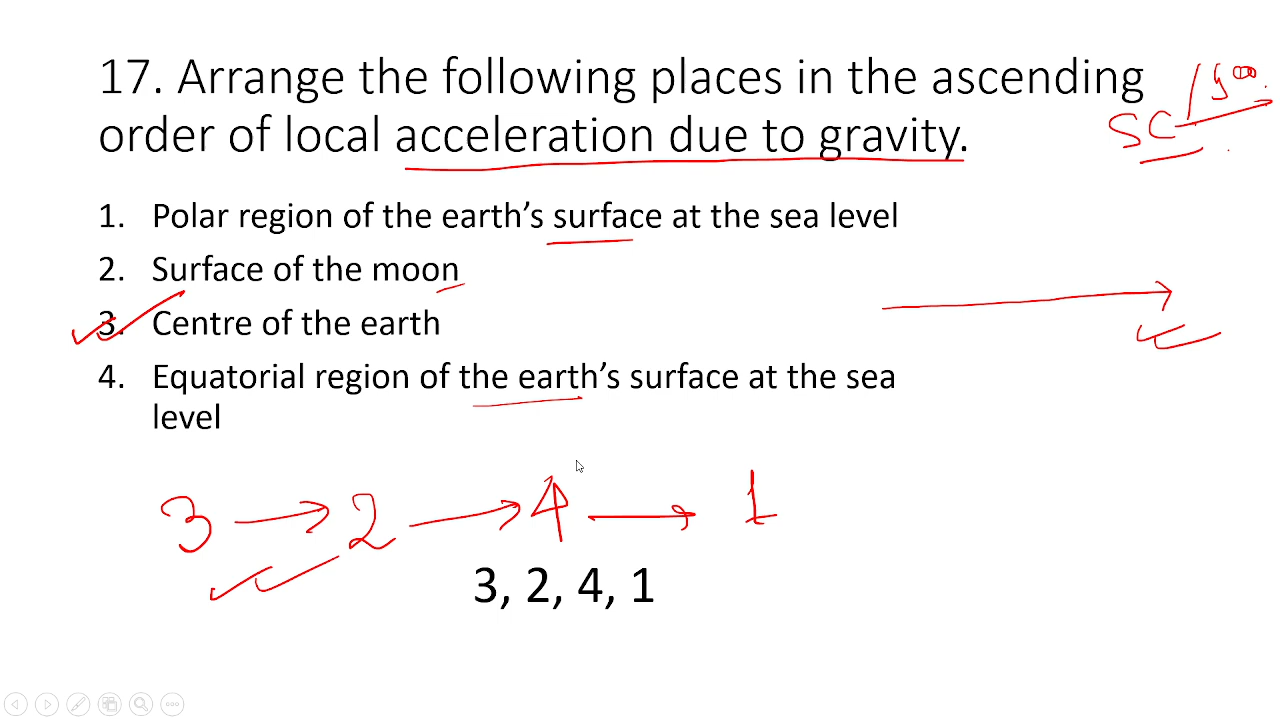 17. Arrange the following places in the ascending
order of local acceleration due to gravity.
SC
1. Polar region of the earth's surface at the sea level
2. Surface of the moon
3. Centre of the earth
4. Equatorial region of the earth's surface at the sea
level
3 → 2 → 4 → 1
3, 2, 4, 1